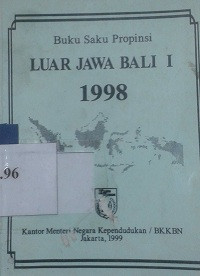 Buku Saku Propinsi
LUAR JAWA BALI I
1998
.96
Kantor Menteri Negara Kependudukan / BKKBN
Jakarta, 1999